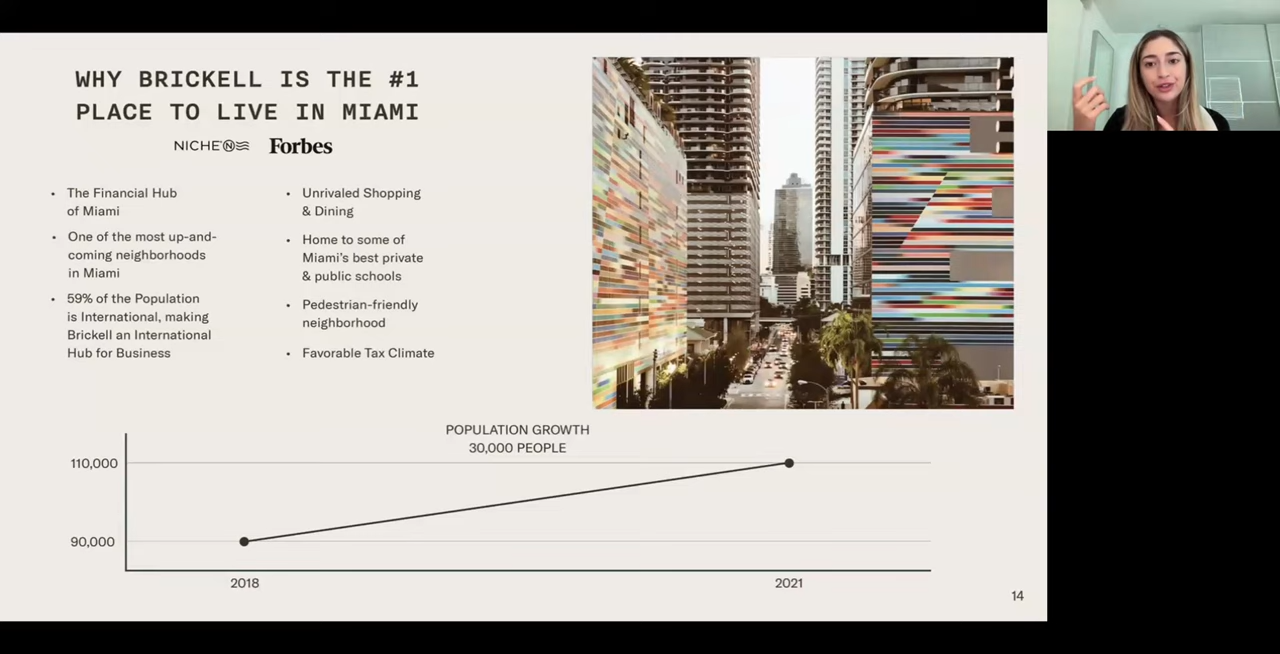 WHY BRICKELL IS THE #1
PLACE TO LIVE IN MIAMI
NICHE
Forbes
• The Financial Hub
of Miami
• One of the most up-and-
coming neighborhoods
in Miami
• 59% of the Population
is International, making
Brickell an International
Hub for Business
• Unrivaled Shopping
& Dining
• Home to some of
Miami's best private
& public schools
• Pedestrian-friendly
neighborhood
• Favorable Tax Climate
POPULATION GROWTH
30,000 PEOPLE
110,000
90,000
2018
2021
14